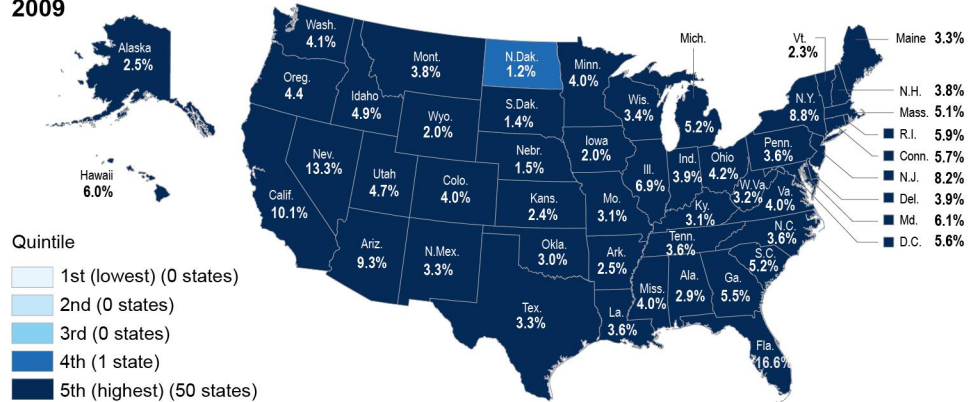 2009
Alaska
2.5%
Hawaii
6.0%
Wash.
4.1%
Oreg.
4.4
Idaho
4.9%
Mont.
3.8%
Wyo.
2.0%
N.Dak.
1.2%
S.Dak.
1.4%
Nebr.
1.5%
Kans.
2.4%
Minn.
4.0%
Iowa
2.0%
Wis.
3.4%
Mich.
5.2%
Nev.
13.3%
Utah
4.7%
Colo.
4.0%
Calif.
10.1%
Ariz.
9.3%
N.Mex.
3.3%
Okla.
3.0%
Tex.
3.3%
Mo.
3.1%
Ark.
2.5%
La.
3.6%
Ill.
6.9%
Ind.
3.9%
Ohio
4.2%
Ky.
3.1%
Tenn.
3.6%
Miss.
4.0%
Ala.
2.9%
Ga.
5.5%
Fla.
16.6%
S.C.
5.2%
N.C.
3.6%
W.Va.
3.2%
Va.
4.0%
Penn.
3.6%
N.Y.
8.8%
Vt.
2.3%
Maine 3.3%
N.H. 3.8%
Mass. 5.1%
R.I. 5.9%
Conn. 5.7%
N.J. 8.2%
Del. 3.9%
Md. 6.1%
D.C. 5.6%
Quintile
1st (lowest) (0 states)
2nd (0 states)
3rd (0 states)
4th (1 state)
5th (highest) (50 states)